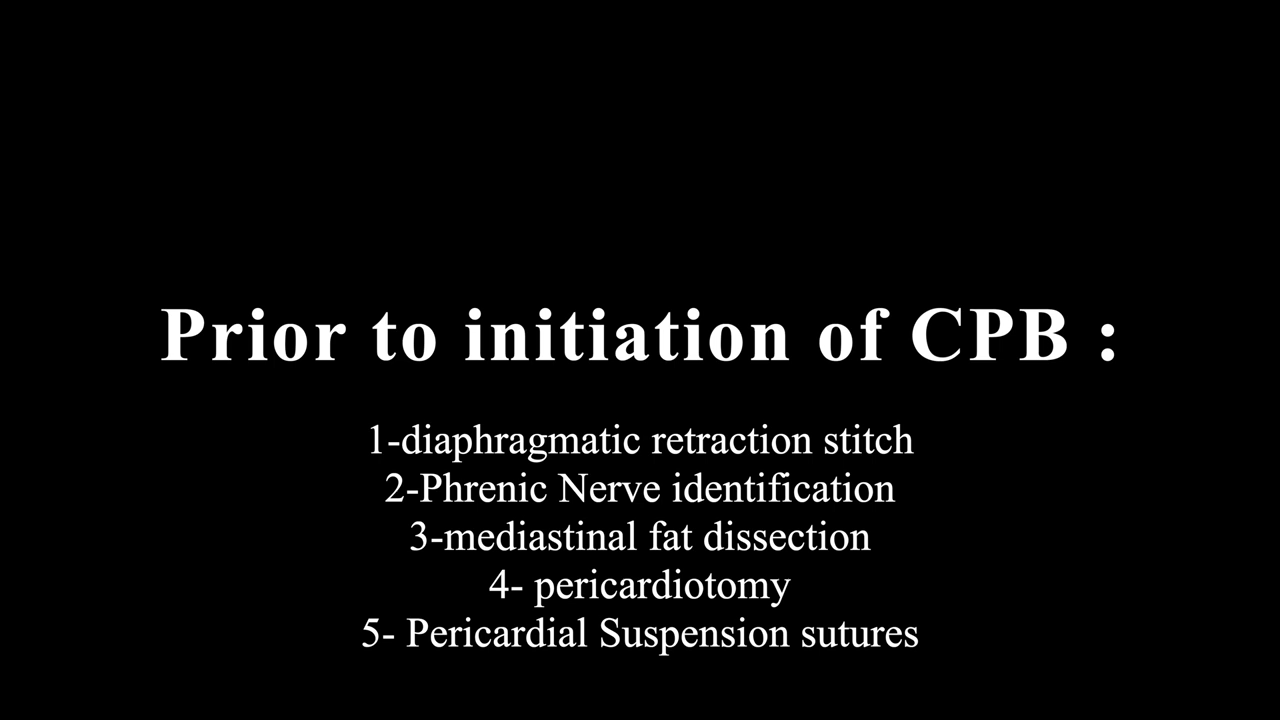 Prior to initiation of CPB :
1-diaphragmatic retraction stitch
2-Phrenic Nerve identification
3-mediastinal fat dissection
4- pericardiotomy
5- Pericardial Suspension sutures